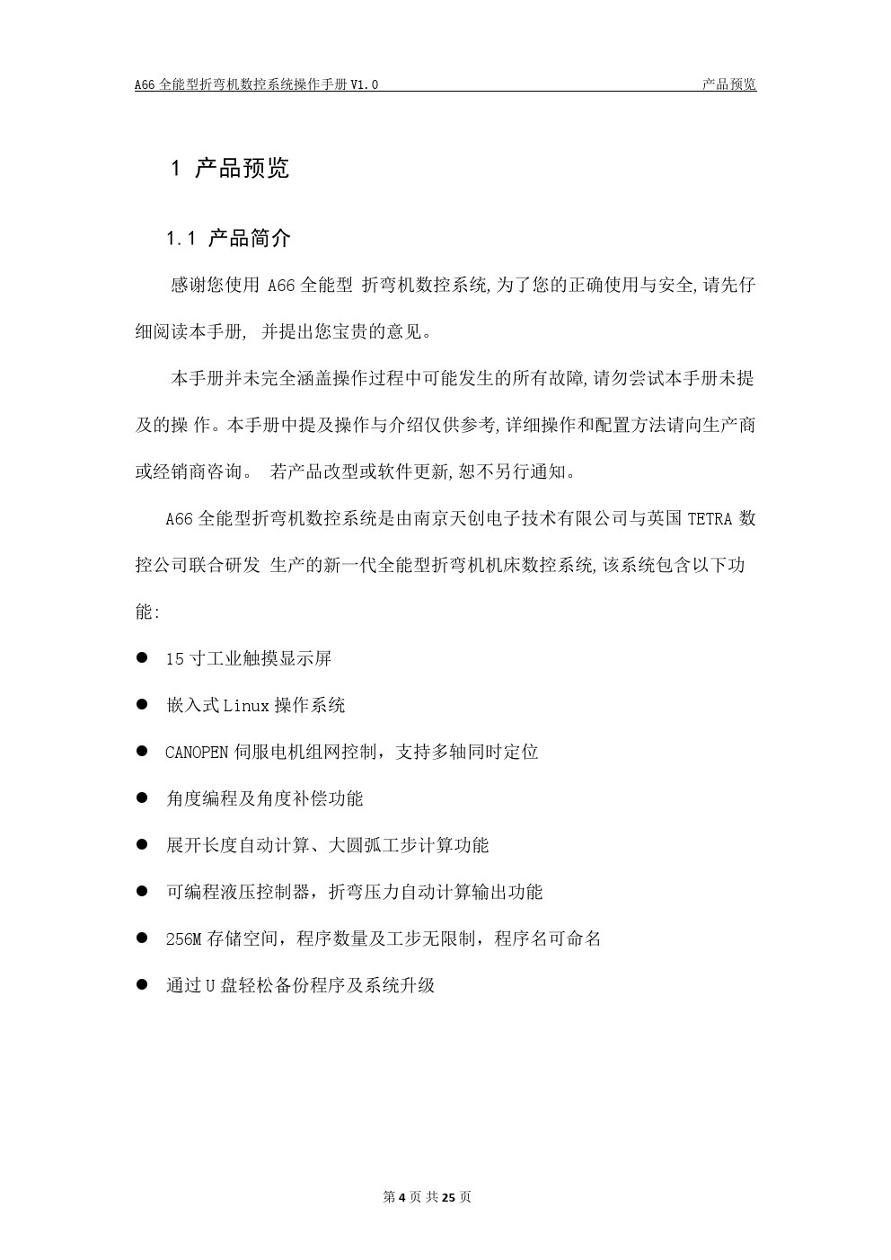 A66 全能型折弯机数控系统操作手册 V1.0 产品预览
1 产品预览
1.1 产品简介
感谢您使用 A66 全能型 折弯机数控系统,为了您的正确使用与安全,请先仔
细阅读本手册, 并提出您宝贵的意见。
本手册并未完全涵盖操作过程中可能发生的所有故障,请勿尝试本手册未提
及的操 作。本手册中提及操作与介绍仅供参考,详细操作和配置方法请向生产商
或经销商咨询。 若产品改型或软件更新,恕不另行通知。
A66 全能型折弯机数控系统是由南京天创电子技术有限公司与英国 TETRA 数
控公司联合研发 生产的新一代全能型折弯机机床数控系统,该系统包含以下功
能:
● 15 寸工业触摸显示屏
● 嵌入式 Linux 操作系统
● CANOPEN 伺服电机组网控制，支持多轴同时定位
● 角度编程及角度补偿功能
● 展开长度自动计算、大圆弧工步计算功能
● 可编程液压控制器，折弯压力自动计算输出功能
● 256M 存储空间，程序数量及工步无限制，程序名可命名
● 通过 U 盘轻松备份程序及系统升级
第 4 页 共 25 页